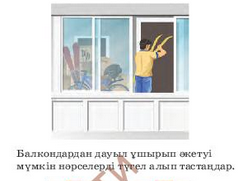 Балкондардан дауыл ұшырып әкетуі
мүмкін нәрселерді түгел алып тастаңдар.